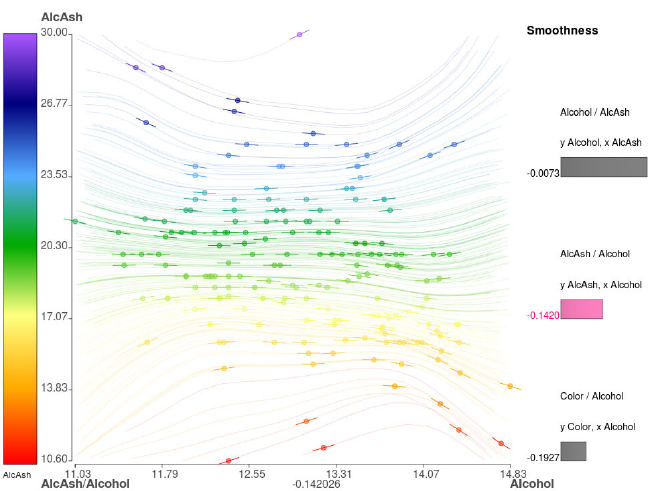 AlcAsh
30.00
26.77
23.53
20.30
17.07
13.83
10.60
AlcAsh
11.03 11.79 12.55 13.31 14.07 14.83
AlcAsh/Alcohol -0.142026 Alcohol
Smoothness
Alcohol / AlcAsh
y Alcohol, x AlcAsh
-0.0073
AlcAsh / Alcohol
y AlcAsh, x Alcohol
-0.1420
Color / Alcohol
y Color, x Alcohol
-0.1927